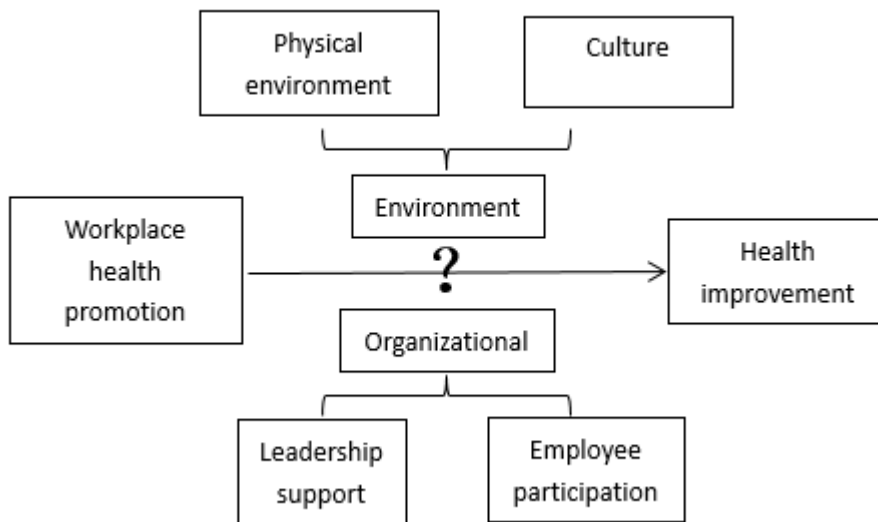 Physical
environment
Culture
Environment
Workplace
health
promotion
?
Health
improvement
Organizational
Leadership
support
Employee
participation